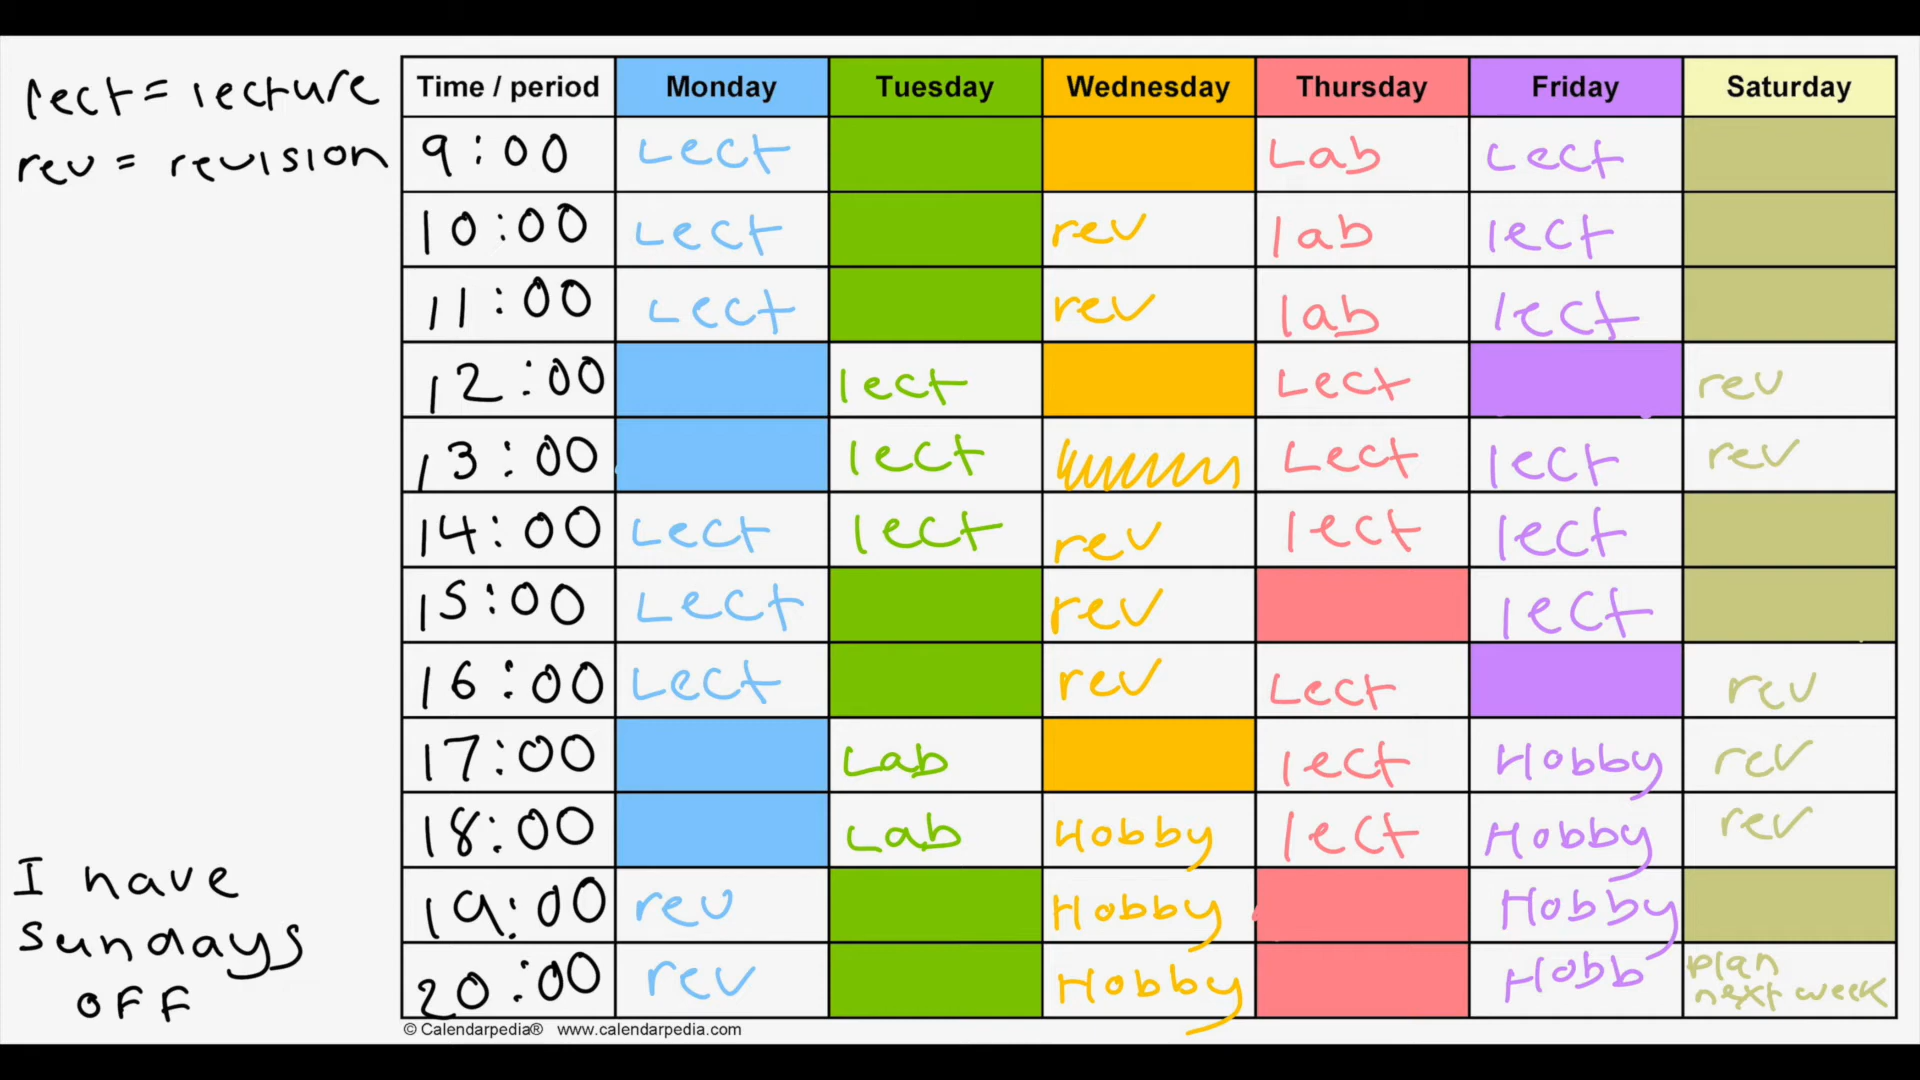 lect = lecture
rev = revision
I have
sundays
off
Time / period Monday Tuesday Wednesday Thursday Friday Saturday
9:00 Lect Lab Lect
10:00 Lect rev lab lect
11:00 Lect rev lab lect
12:00 lect Lect rev
13:00 lect Lect lect rev
14:00 Lect lect rev lect lect
15:00 Lect rev lect
16:00 Lect rev Lect rev
17:00 Lab lect Hobby rev
18:00 Lab Hobby lect Hobby rev
19:00 rev Hobby Hobby
20:00 rev Hobby Hobb plan
next week
© Calendarpedia® www.calendarpedia.com